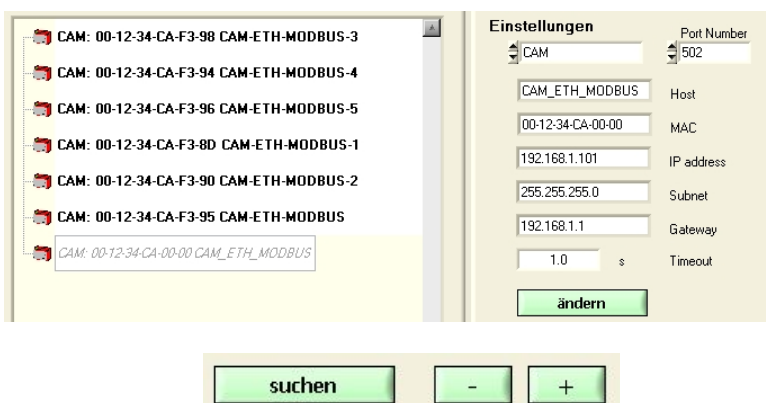 CAM: 00-12-34-CA-F3-98 CAM-ETH-MODBUS-3
CAM: 00-12-34-CA-F3-94 CAM-ETH-MODBUS-4
CAM: 00-12-34-CA-F3-96 CAM-ETH-MODBUS-5
CAM: 00-12-34-CA-F3-8D CAM-ETH-MODBUS-1
CAM: 00-12-34-CA-F3-90 CAM-ETH-MODBUS-2
CAM: 00-12-34-CA-F3-95 CAM-ETH-MODBUS
CAM: 00-12-34-CA-00-00 CAM_ETH_MODBUS
Einstellungen Port Number
CAM 502
CAM_ETH_MODBUS Host
00-12-34-CA-00-00 MAC
192.168.1.101 IP address
255.255.255.0 Subnet
192.168.1.1 Gateway
1.0 s Timeout
ändern
suchen - +